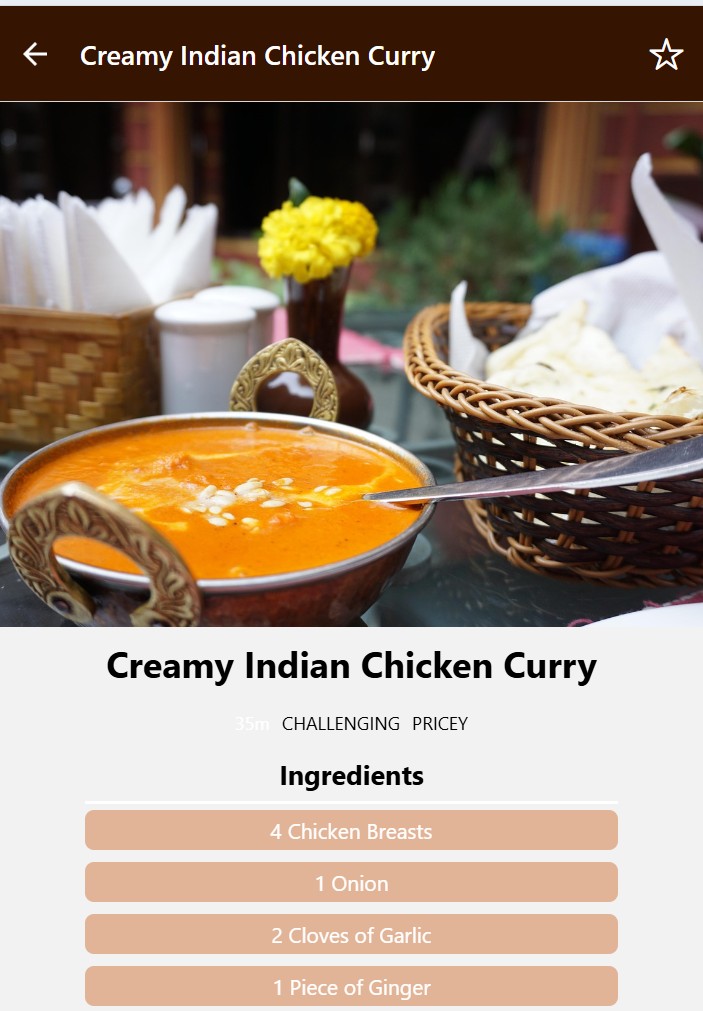 Creamy Indian Chicken Curry
Creamy Indian Chicken Curry
35m CHALLENGING PRICEY
Ingredients
4 Chicken Breasts
1 Onion
2 Cloves of Garlic
1 Piece of Ginger